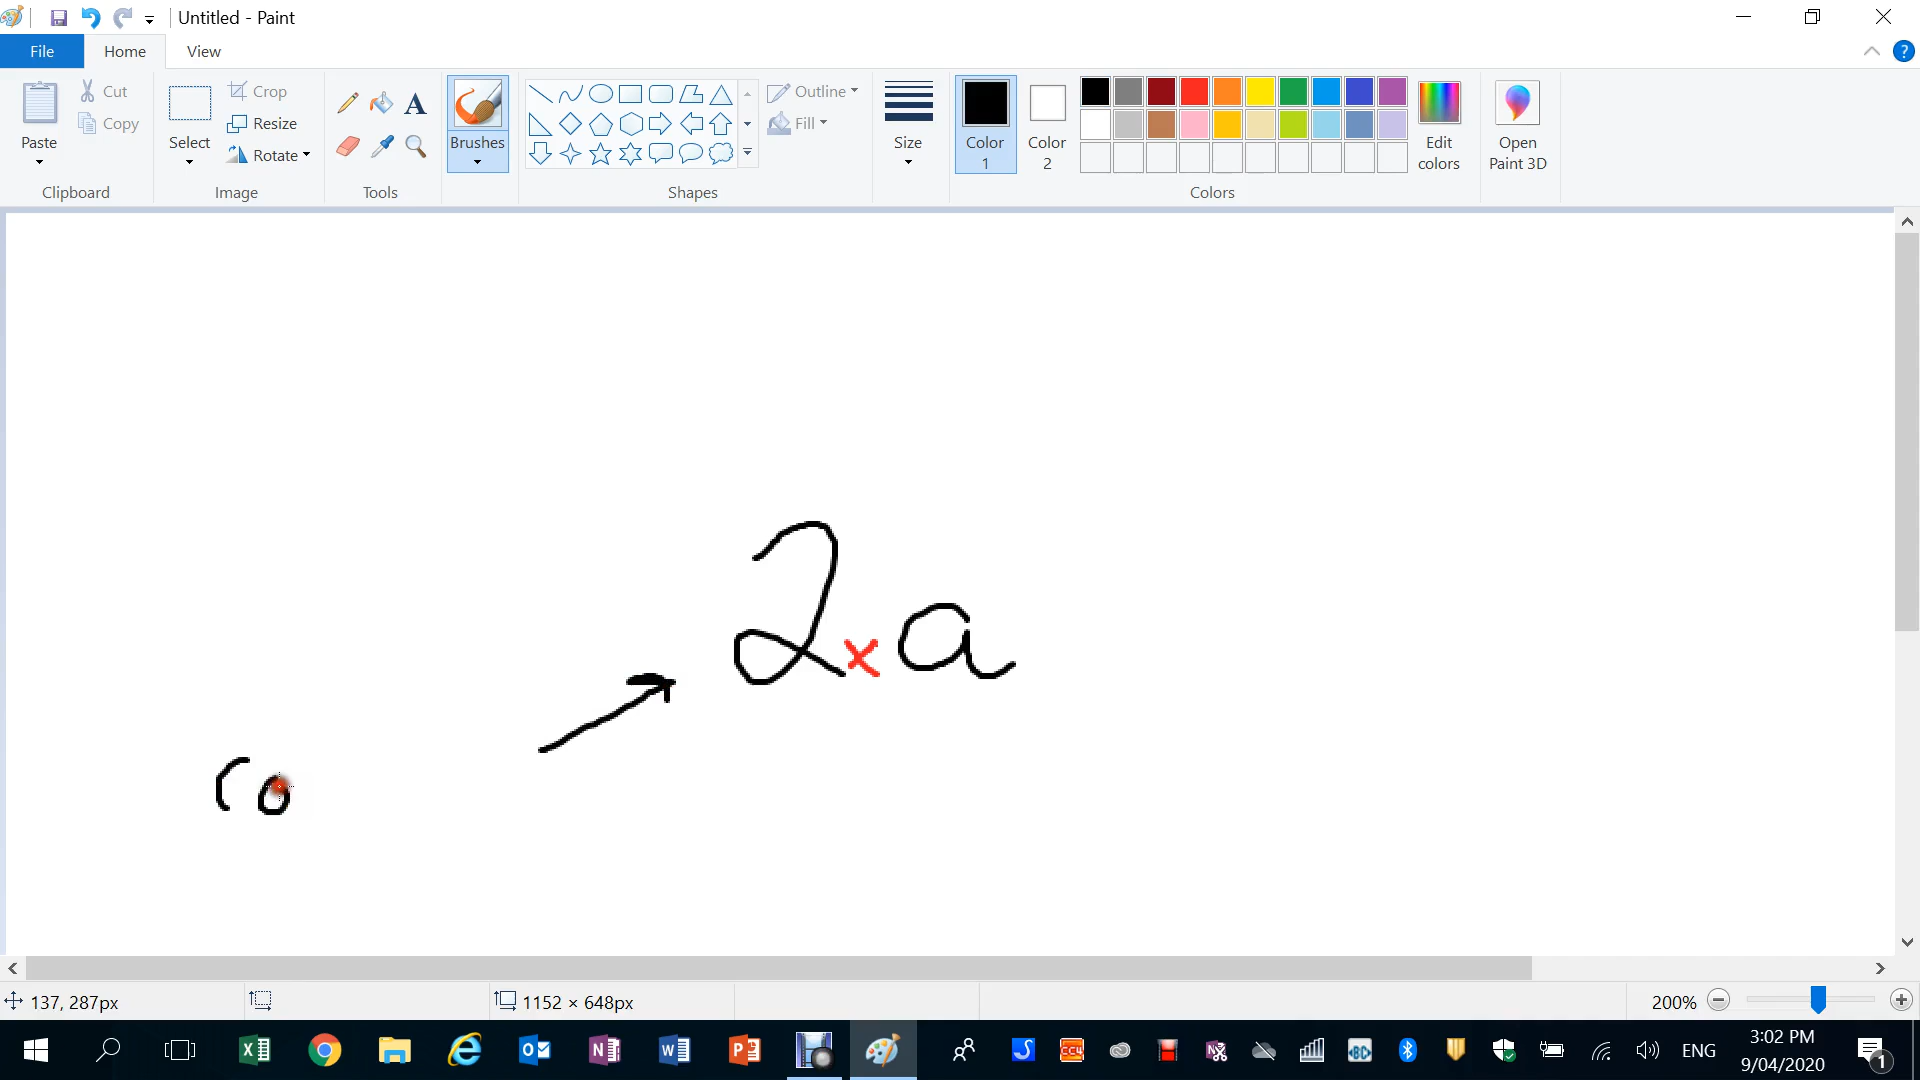 Untitled - Paint
File Home View
Paste Cut Copy Select Crop Resize Rotate Brushes Outline Fill Size Color 1 Color 2 Edit colors Open Paint 3D
Clipboard Image Tools Shapes Colors
2xa
co
137, 287px 1152 × 648px 200%
ENG 3:02 PM
9/04/2020 1